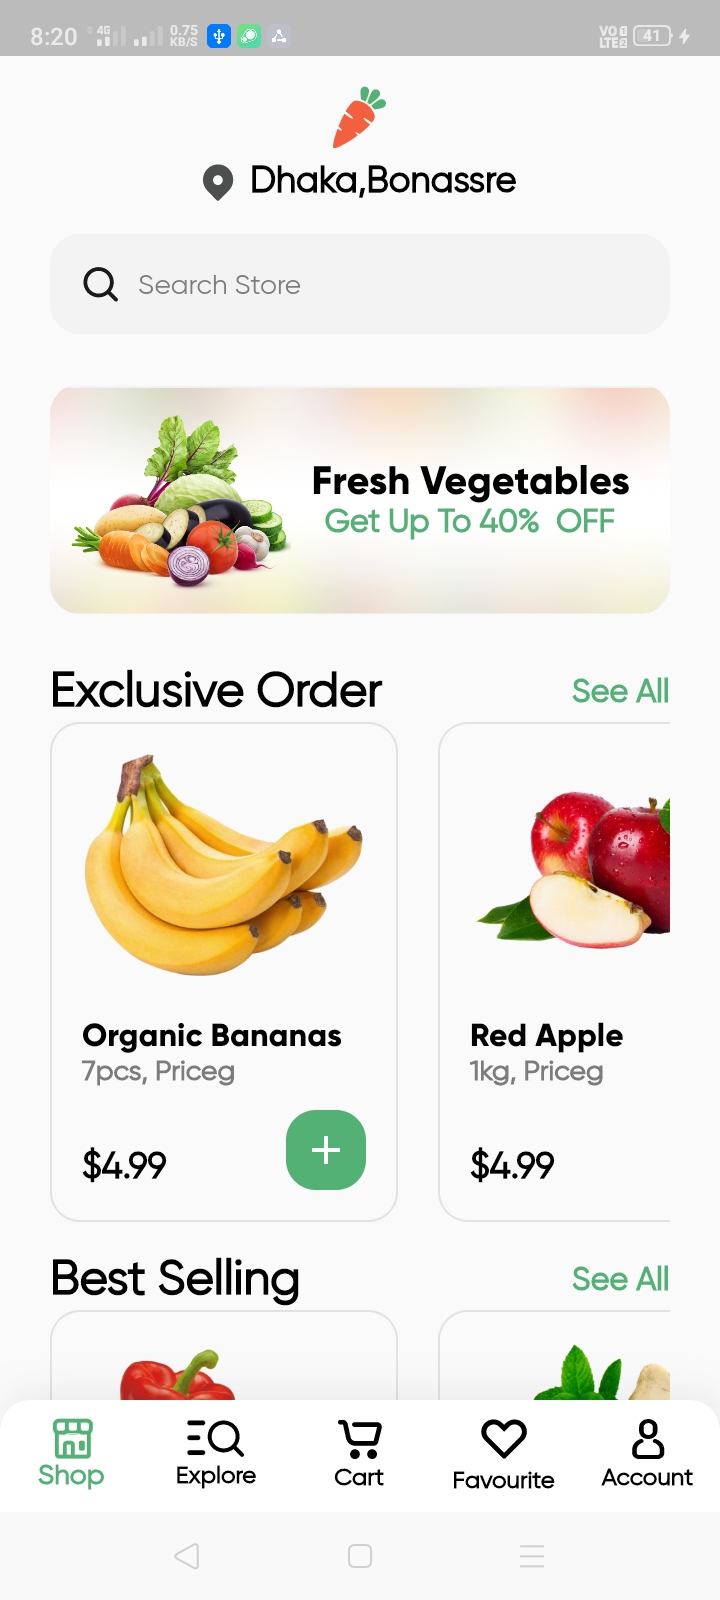 8:20 4G 0.75 KB/S VO LTE 41
Dhaka,Bonassre
Search Store
Fresh Vegetables
Get Up To 40% OFF
Exclusive Order See All
Organic Bananas Red Apple
7pcs, Priceg 1kg, Priceg
$4.99 $4.99
Best Selling See All
Shop Explore Cart Favourite Account